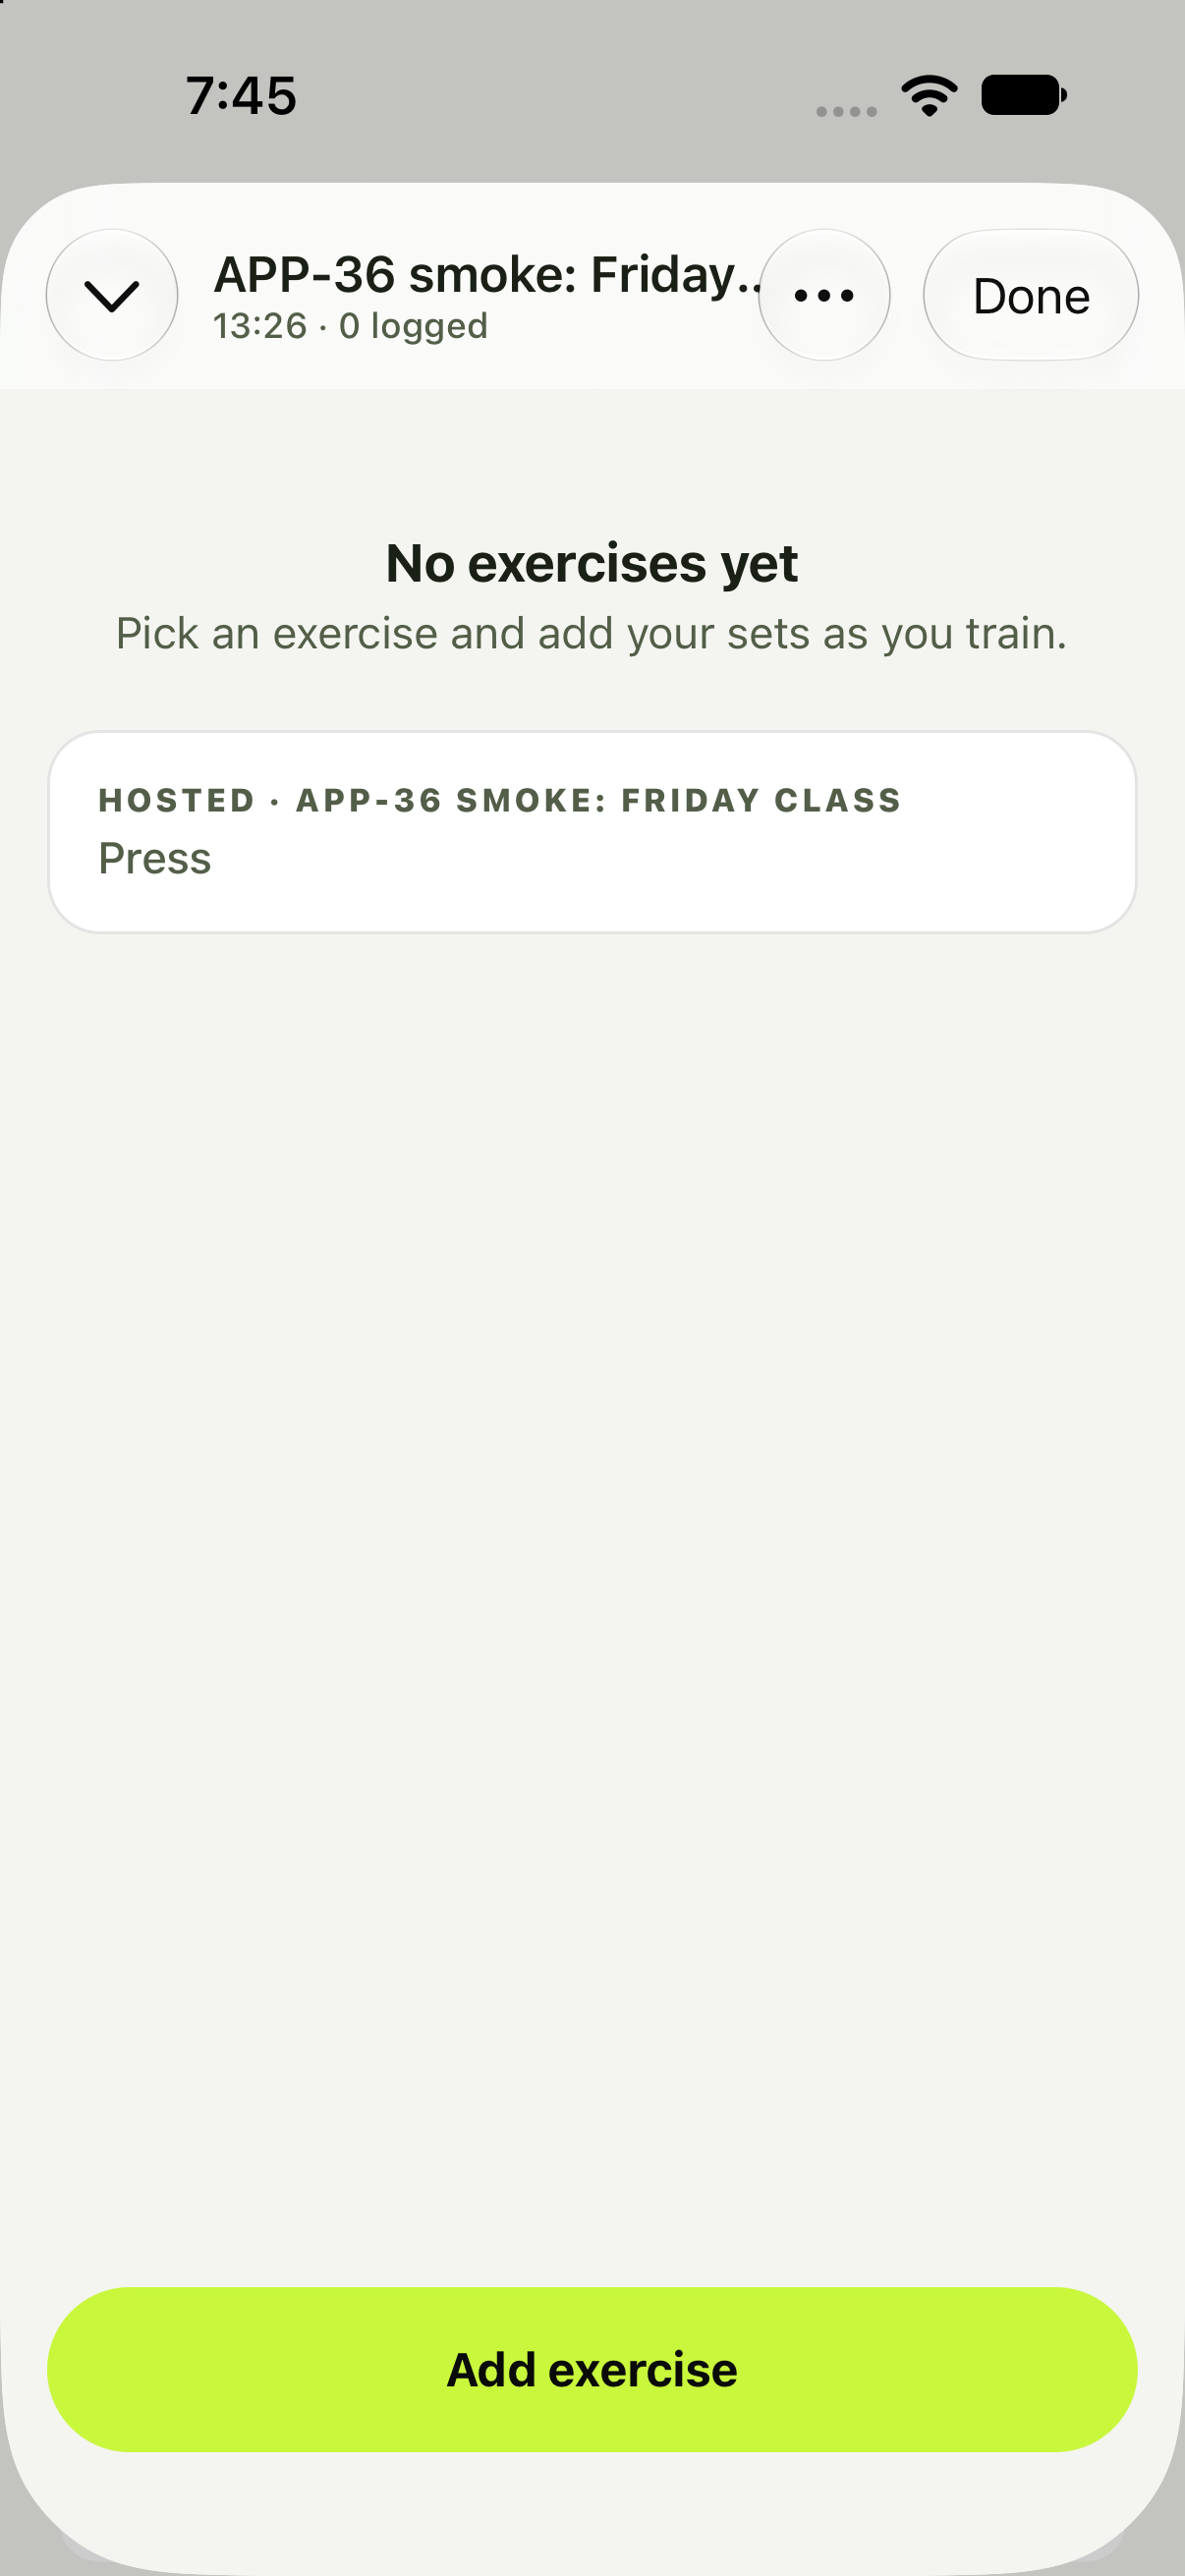 7:45
APP-36 smoke: Friday...
Done
13:26 · 0 logged
No exercises yet
Pick an exercise and add your sets as you train.
HOSTED · APP-36 SMOKE: FRIDAY CLASS
Press
Add exercise